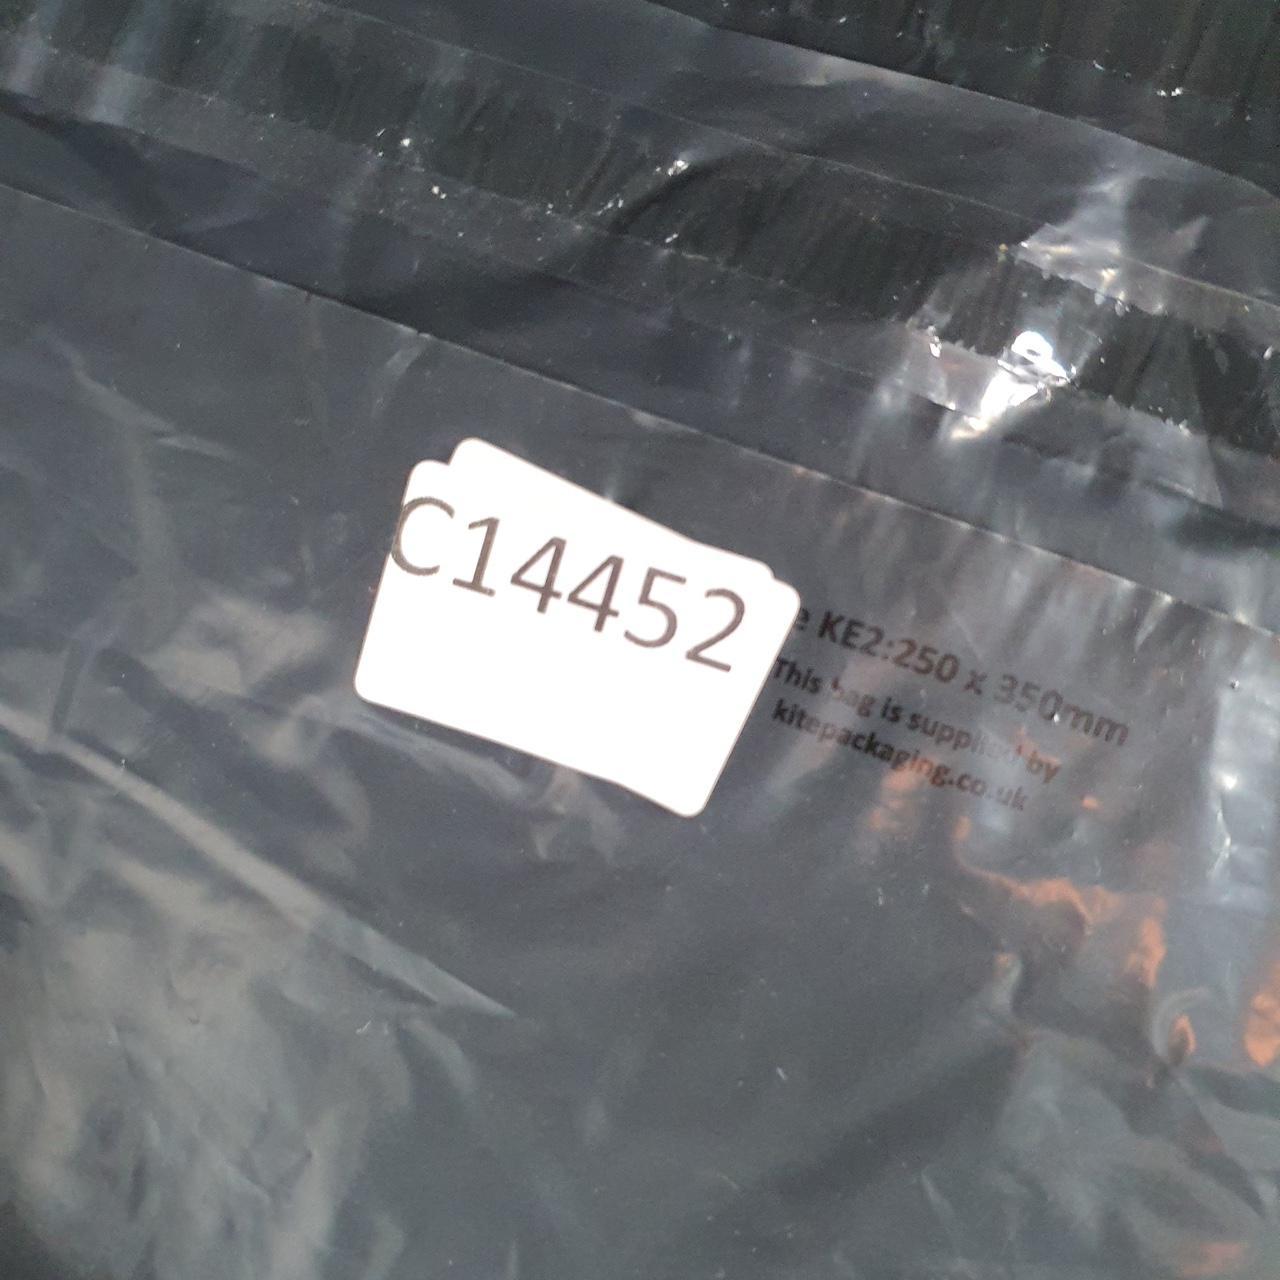 C14452
KE2:250 x 350mm
This bag is supplied by
kitepackaging.co.uk